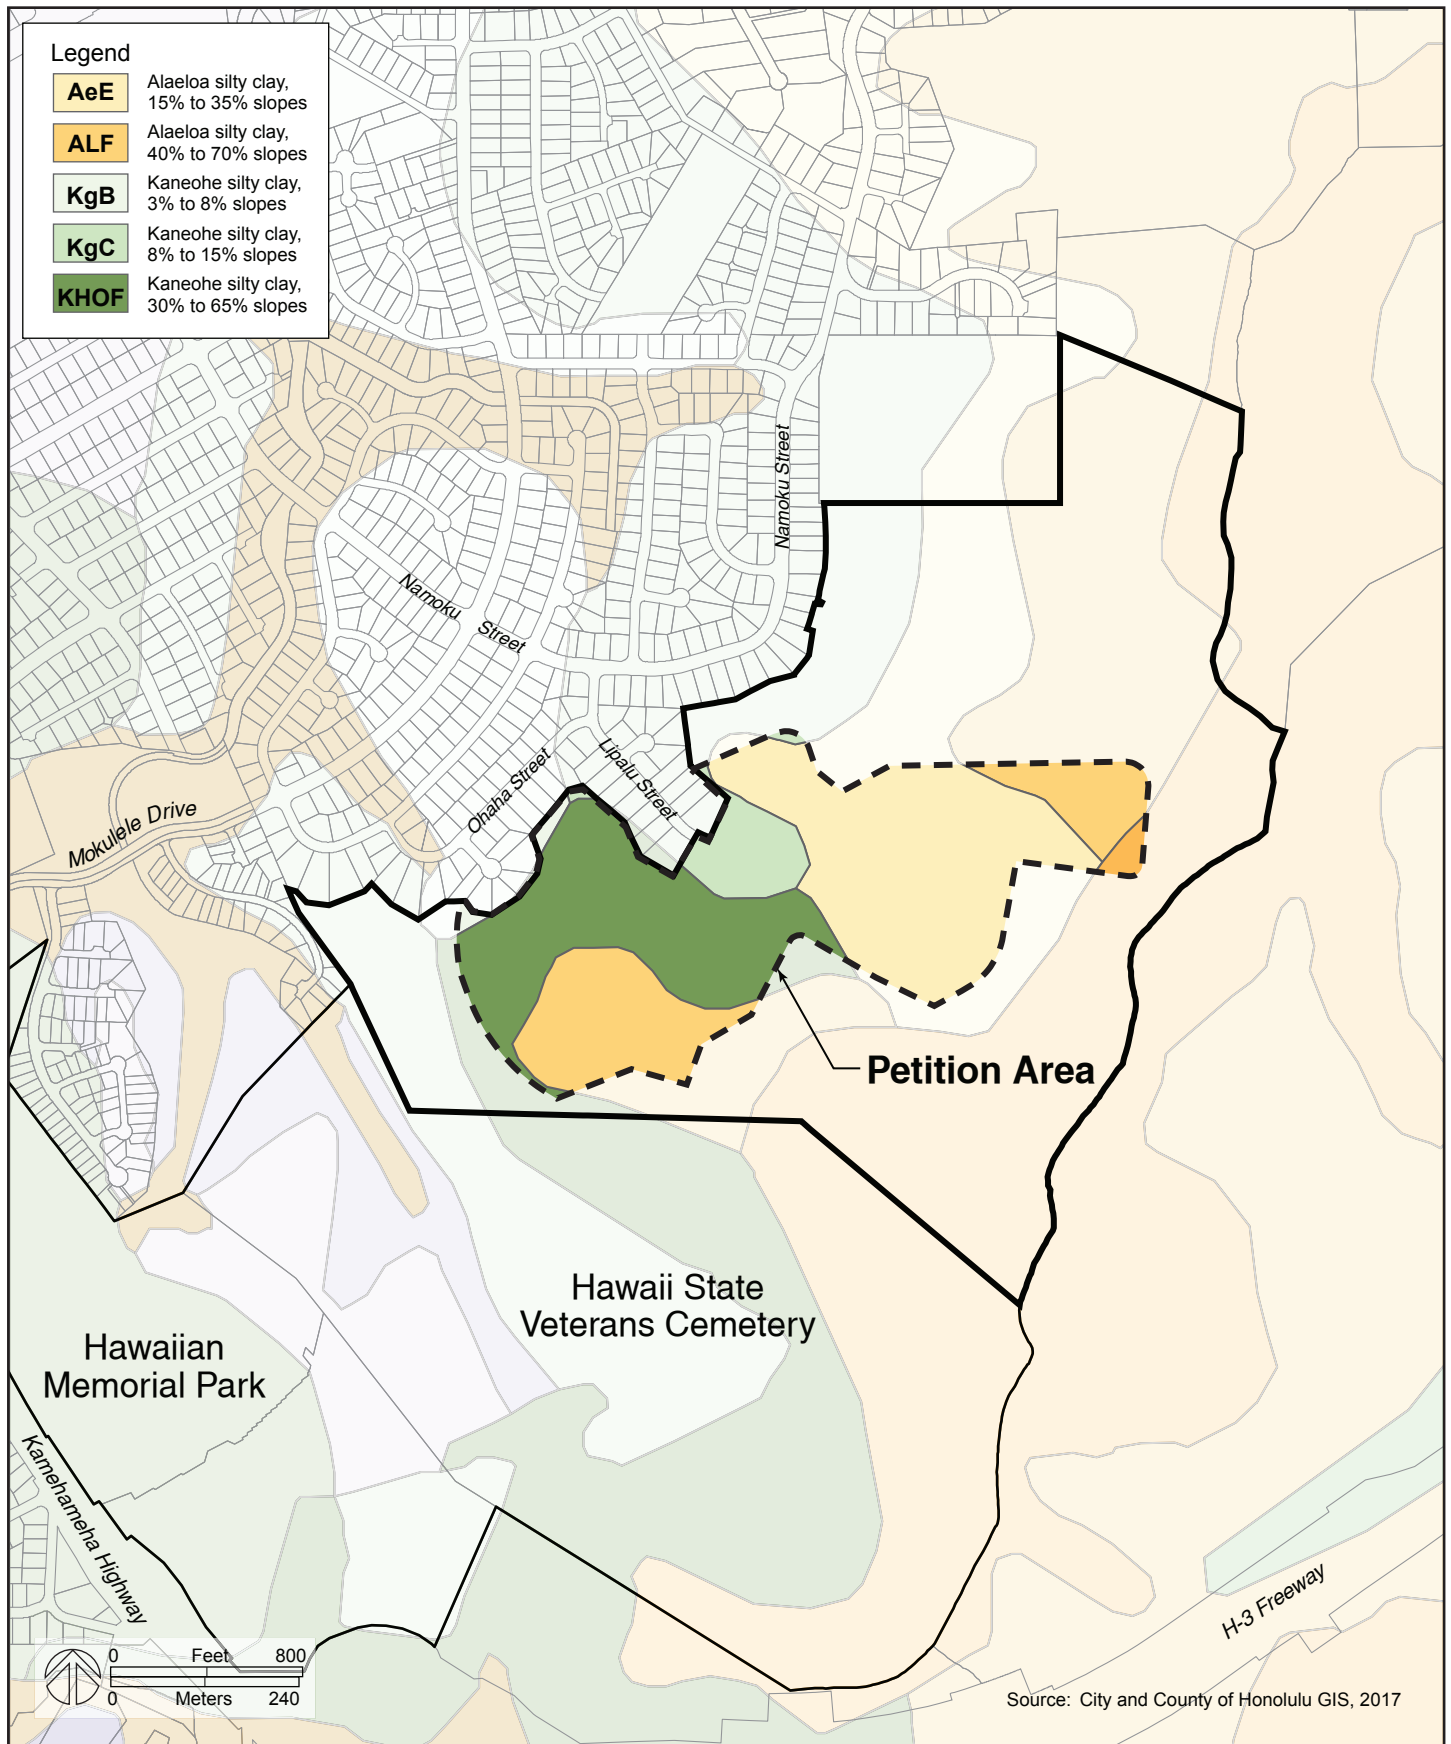 Legend
AeE
Alaeloa silty clay,
15% to 35% slopes
ALF
Alaeloa silty clay,
40% to 70% slopes
KgB
Kaneohe silty clay,
3% to 8% slopes
KgC
Kaneohe silty clay,
8% to 15% slopes
KHOF
Kaneohe silty clay,
30% to 65% slopes
Namoku Street
Namoku Street
Ohaha Street
Lipalu Street
Mokulele Drive
Petition Area
Hawaii State
Veterans Cemetery
Hawaiian
Memorial Park
Kamehameha Highway
H-3 Freeway
0 Feet 800
0 Meters 240
Source: City and County of Honolulu GIS, 2017